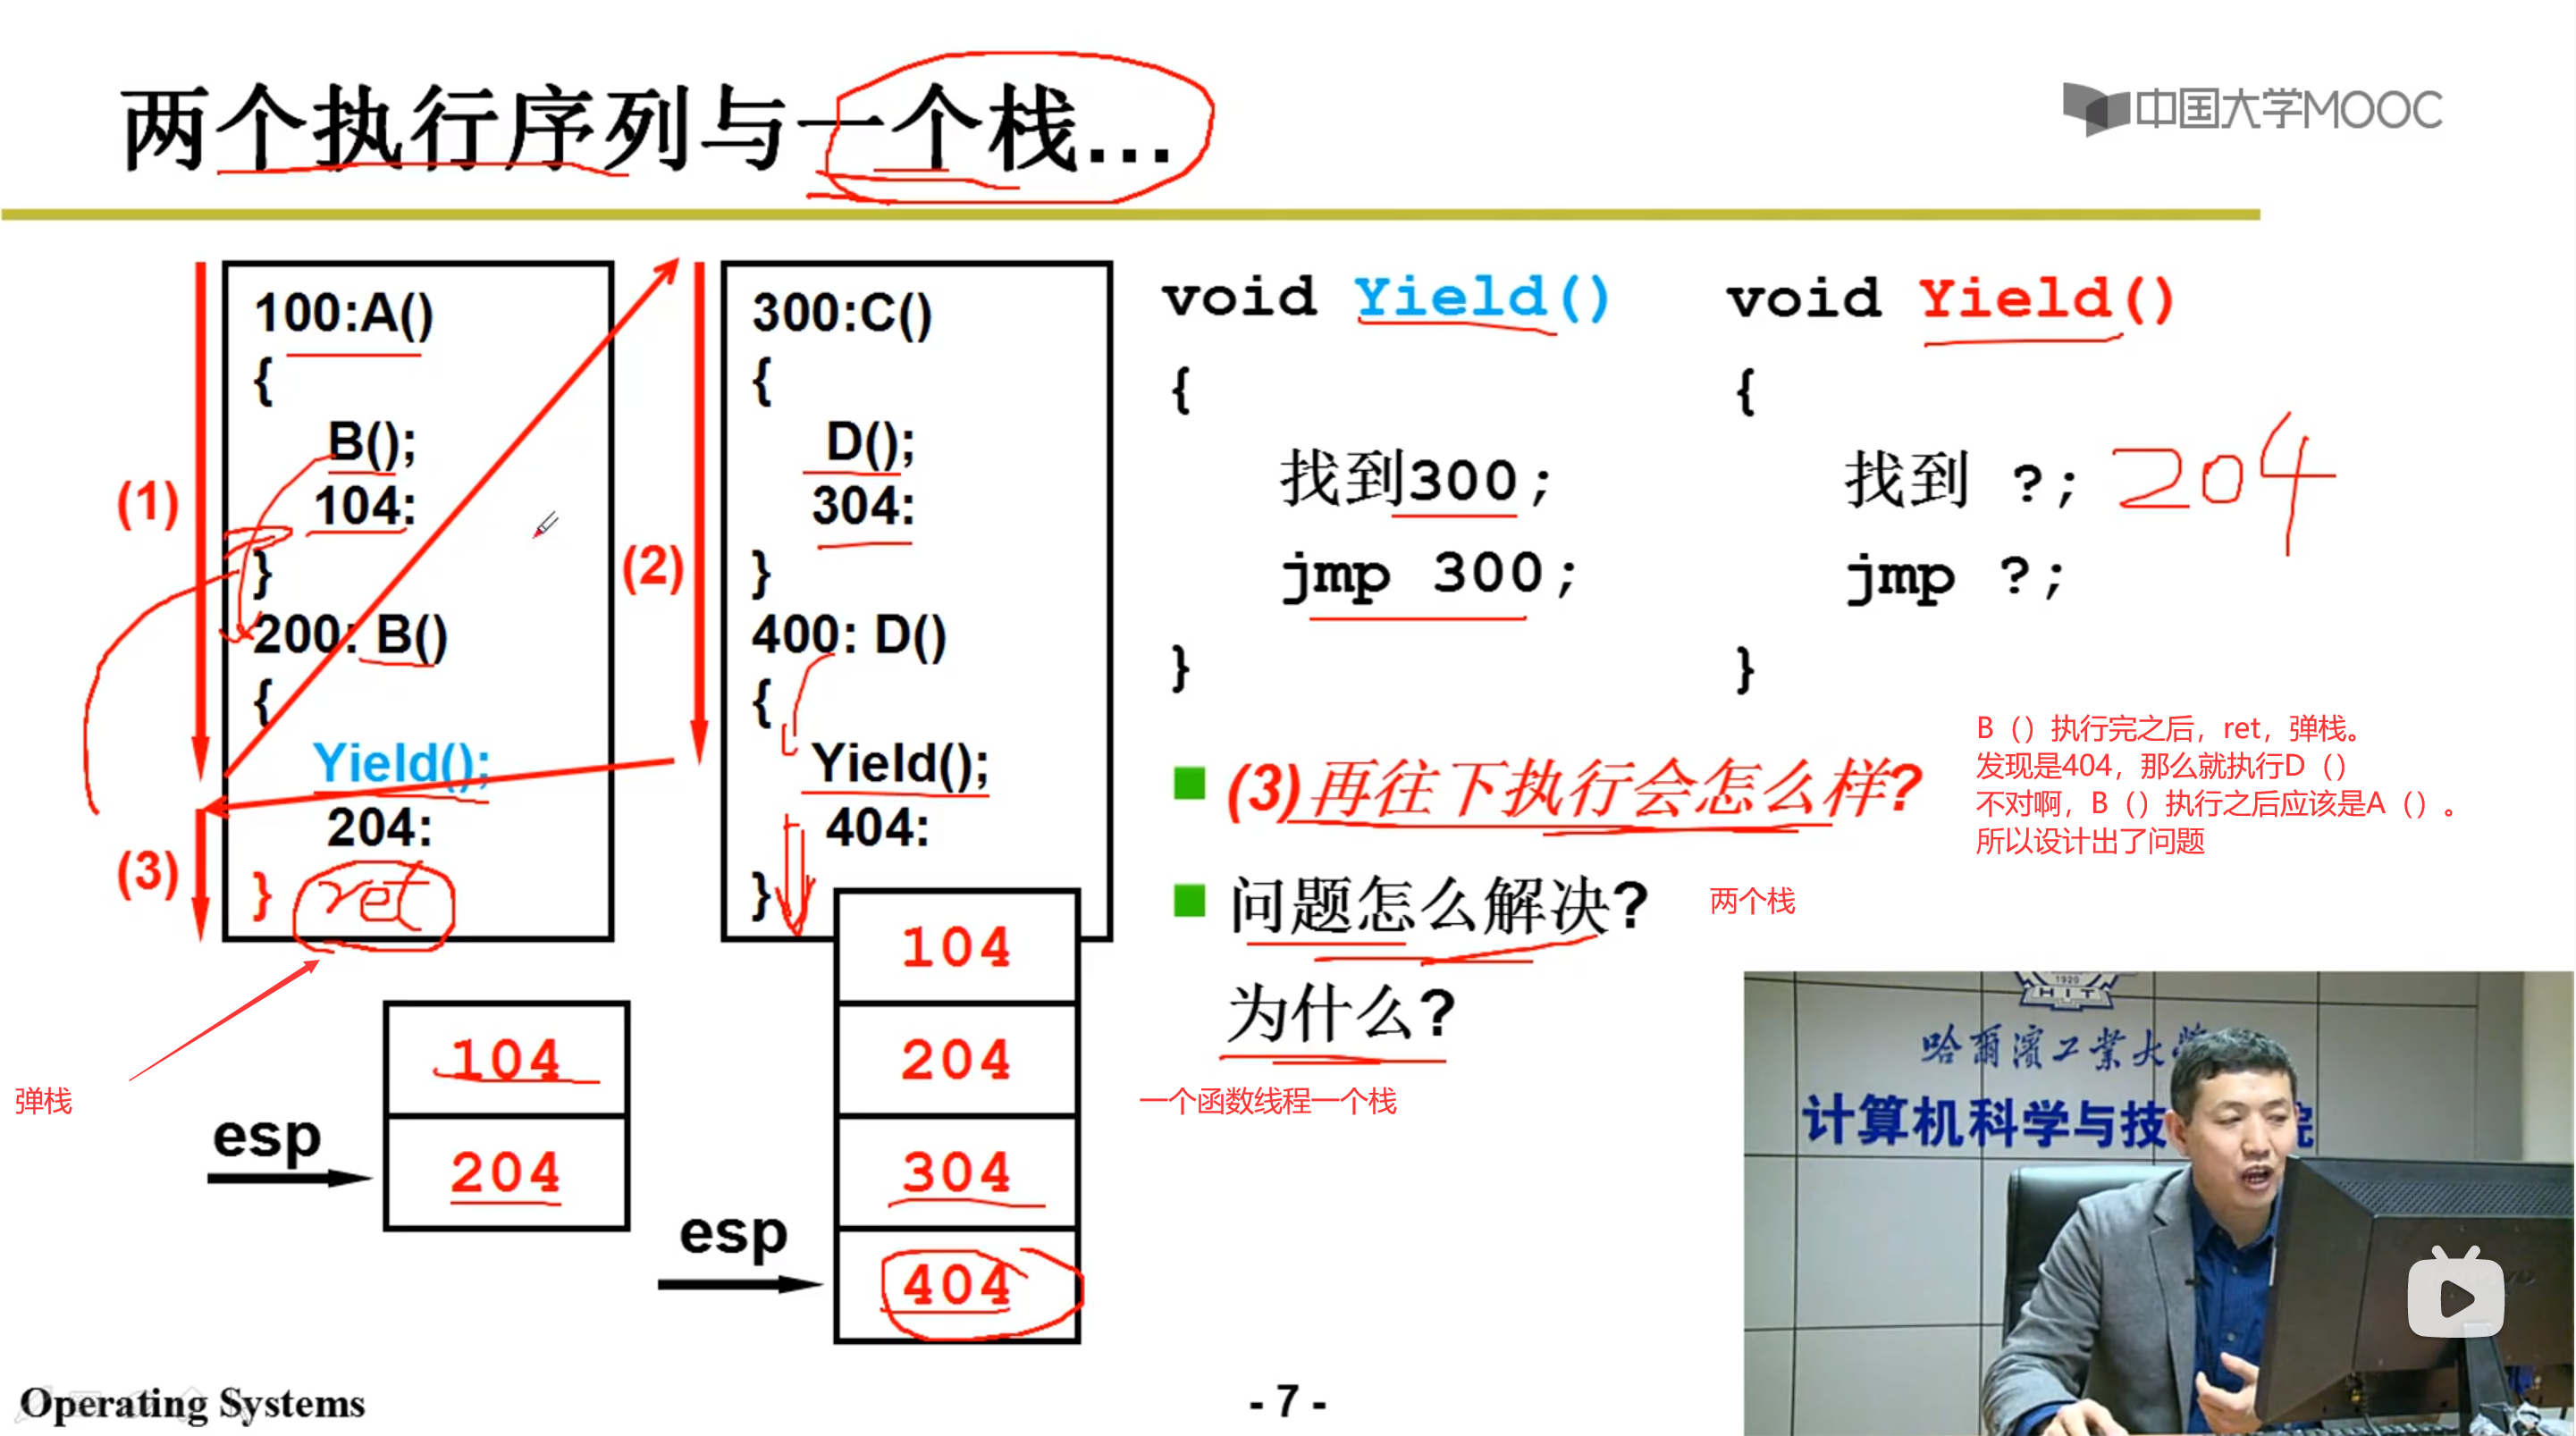 两个执行序列与一个栈...
中国大学MOOC
(1)
100:A()
{
B();
104:
}
200: B()
{
Yield();
204:
(3)
} ret
(2)
300:C()
{
D();
304:
}
400: D()
{
Yield();
404:
}
void Yield()
{
找到300;
jmp 300;
}
void Yield()
{
找到 ?; 204
jmp ?;
}
(3)再往下执行会怎么样?
B（）执行完之后，ret，弹栈。
发现是404，那么就执行D（）
不对啊，B（）执行之后应该是A（）。
所以设计出了问题
问题怎么解决?
两个栈
为什么?
一个函数线程一个栈
弹栈
esp
104
204
esp
104
204
304
404
1920
HIT
哈爾濱工業大學
计算机科学与技
院
Operating Systems
- 7 -